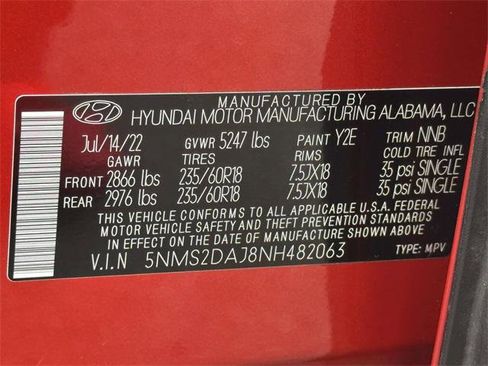 MANUFACTURED BY
HYUNDAI MOTOR MANUFACTURING ALABAMA, LLC
Jul/14/22 GVWR 5247 lbs PAINT Y2E TRIM NNB
GAWR TIRES RIMS COLD TIRE INFL
FRONT 2866 lbs 235/60R18 7.5JX18 35 psi SINGLE
REAR 2976 lbs 235/60R18 7.5JX18 35 psi SINGLE
THIS VEHICLE CONFORMS TO ALL APPLICABLE U.S.A. FEDERAL
MOTOR VEHICLE SAFETY AND THEFT PREVENTION STANDARDS
IN EFFECT ON THE DATE OF MANUFACTURE SHOWN ABOVE.
V.I.N 5NMS2DAJ8NH482063 TYPE: MPV